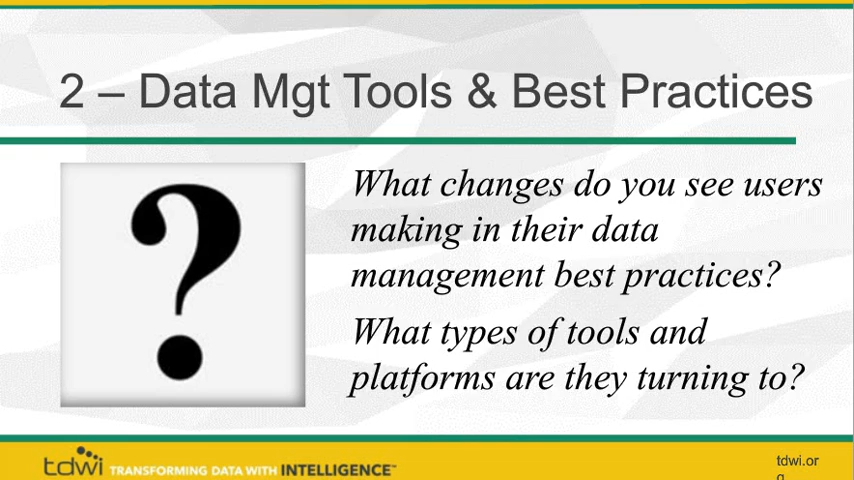 2 – Data Mgt Tools & Best Practices
?
What changes do you see users
making in their data
management best practices?
What types of tools and
platforms are they turning to?
tdwi TRANSFORMING DATA WITH INTELLIGENCE™
tdwi.or
g